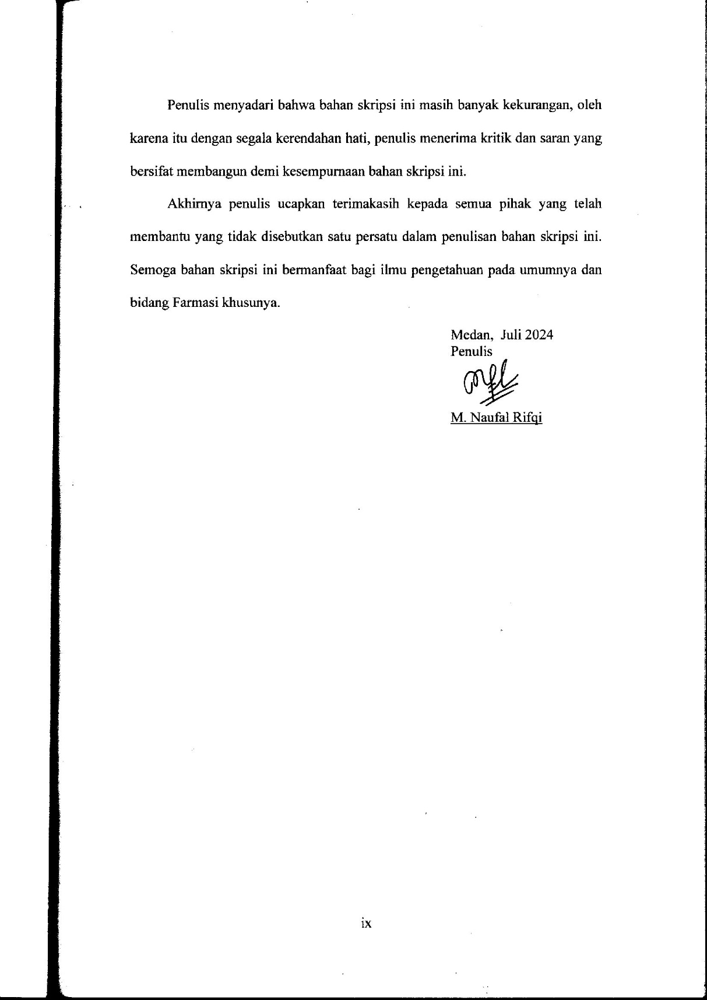 Penulis menyadari bahwa bahan skripsi ini masih banyak kekurangan, oleh
karena itu dengan segala kerendahan hati, penulis menerima kritik dan saran yang
bersifat membangun demi kesempurnaan bahan skripsi ini.
Akhirnya penulis ucapkan terimakasih kepada semua pihak yang telah
membantu yang tidak disebutkan satu persatu dalam penulisan bahan skripsi ini.
Semoga bahan skripsi ini bermanfaat bagi ilmu pengetahuan pada umumnya dan
bidang Farmasi khusunya.
Medan, Juli 2024
Penulis
M. Naufal Rifqi
ix